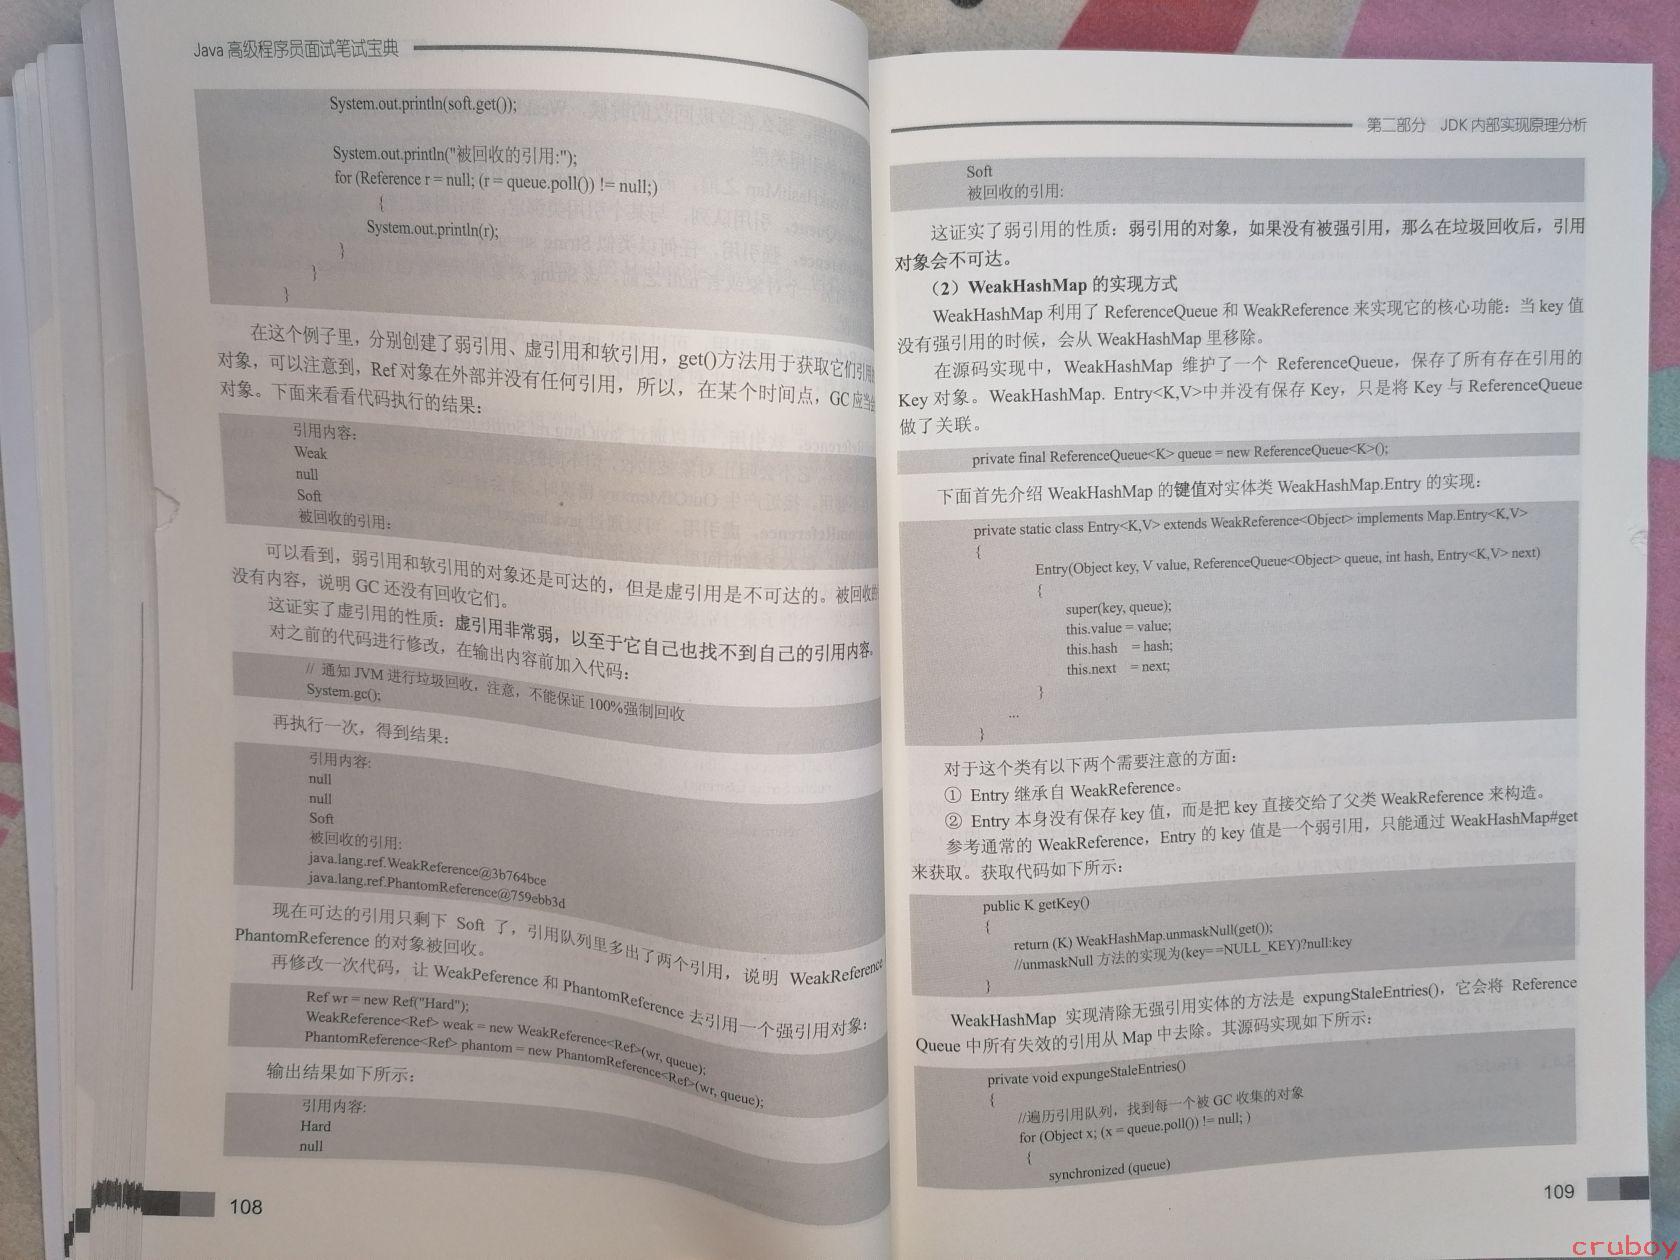 Java 高级程序员面试笔试宝典
System.out.println(soft.get());
System.out.println("被回收的引用:");
for (Reference r = null; (r = queue.poll()) != null;)
{
System.out.println(r);
}
}
}
在这个例子里，分别创建了弱引用、虚引用和软引用，get()方法用于获取它们引用的
对象，可以注意到，Ref 对象在外部并没有任何引用，所以，在某个时间点，GC 应当会
对象。下面来看看代码执行的结果：
引用内容:
Weak
null
Soft
被回收的引用:
可以看到，弱引用和软引用的对象还是可达的，但是虚引用是不可达的。被回收的
没有内容，说明 GC 还没有回收它们。
这证实了虚引用的性质：虚引用非常弱，以至于它自己也找不到自己的引用内容。
对之前的代码进行修改，在输出内容前加入代码：
// 通知 JVM 进行垃圾回收，注意，不能保证 100%强制回收
System.gc();
再执行一次，得到结果：
引用内容:
null
null
Soft
被回收的引用:
java.lang.ref.WeakReference@3b764bce
java.lang.ref.PhantomReference@759ebb3d
现在可达的引用只剩下 Soft 了，引用队列里多出了两个引用，说明 WeakReference
PhantomReference 的对象被回收。
再修改一次代码，让 WeakPeference 和 PhantomReference 去引用一个强引用对象：
Ref wr = new Ref("Hard");
WeakReference<Ref> weak = new WeakReference<Ref>(wr, queue);
PhantomReference<Ref> phantom = new PhantomReference<Ref>(wr, queue);
输出结果如下所示：
引用内容:
Hard
null
108
第二部分 JDK 内部实现原理分析
Soft
被回收的引用:
这证实了弱引用的性质：弱引用的对象，如果没有被强引用，那么在垃圾回收后，引用
对象会不可达。
（2）WeakHashMap 的实现方式
WeakHashMap 利用了 ReferenceQueue 和 WeakReference 来实现它的核心功能：当 key 值
没有强引用的时候，会从 WeakHashMap 里移除。
在源码实现中，WeakHashMap 维护了一个 ReferenceQueue，保存了所有存在引用的
Key 对象。WeakHashMap. Entry<K,V>中并没有保存 Key，只是将 Key 与 ReferenceQueue
做了关联。
private final ReferenceQueue<K> queue = new ReferenceQueue<K>();
下面首先介绍 WeakHashMap 的键值对实体类 WeakHashMap.Entry 的实现：
private static class Entry<K,V> extends WeakReference<Object> implements Map.Entry<K,V>
{
Entry(Object key, V value, ReferenceQueue<Object> queue, int hash, Entry<K,V> next)
{
super(key, queue);
this.value = value;
this.hash = hash;
this.next = next;
}
...
}
对于这个类有以下两个需要注意的方面：
① Entry 继承自 WeakReference。
② Entry 本身没有保存 key 值，而是把 key 直接交给了父类 WeakReference 来构造。
参考通常的 WeakReference，Entry 的 key 值是一个弱引用，只能通过 WeakHashMap#get
来获取。获取代码如下所示：
public K getKey()
{
return (K) WeakHashMap.unmaskNull(get());
//unmaskNull 方法的实现为(key==NULL_KEY)?null:key
}
WeakHashMap 实现清除无强引用实体的方法是 expungStaleEntries()，它会将 Reference
Queue 中所有失效的引用从 Map 中去除。其源码实现如下所示：
private void expungeStaleEntries()
{
//遍历引用队列，找到每一个被 GC 收集的对象
for (Object x; (x = queue.poll()) != null; )
{
synchronized (queue)
109
cruboy